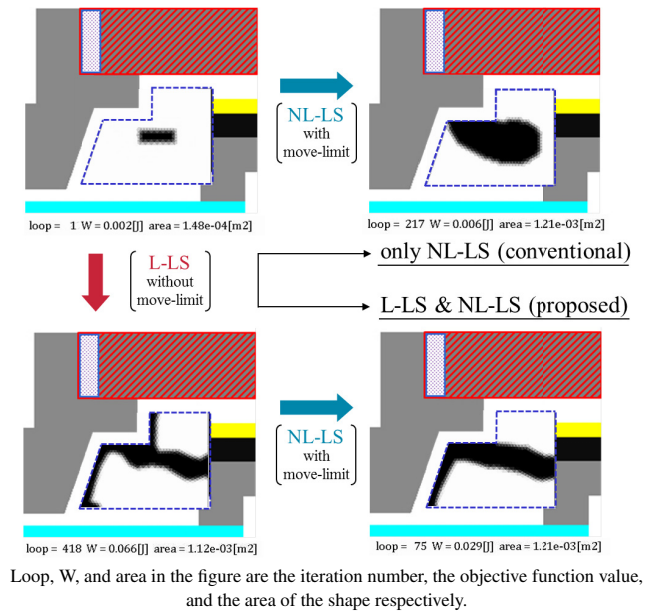 NL-LS
with
move-limit
loop = 1 W = 0.002[J] area = 1.48e-04[m2]
loop = 217 W = 0.006[J] area = 1.21e-03[m2]
L-LS
without
move-limit
only NL-LS (conventional)
L-LS & NL-LS (proposed)
NL-LS
with
move-limit
loop = 418 W = 0.066[J] area = 1.12e-03[m2]
loop = 75 W = 0.029[J] area = 1.21e-03[m2]
Loop, W, and area in the figure are the iteration number, the objective function value,
and the area of the shape respectively.